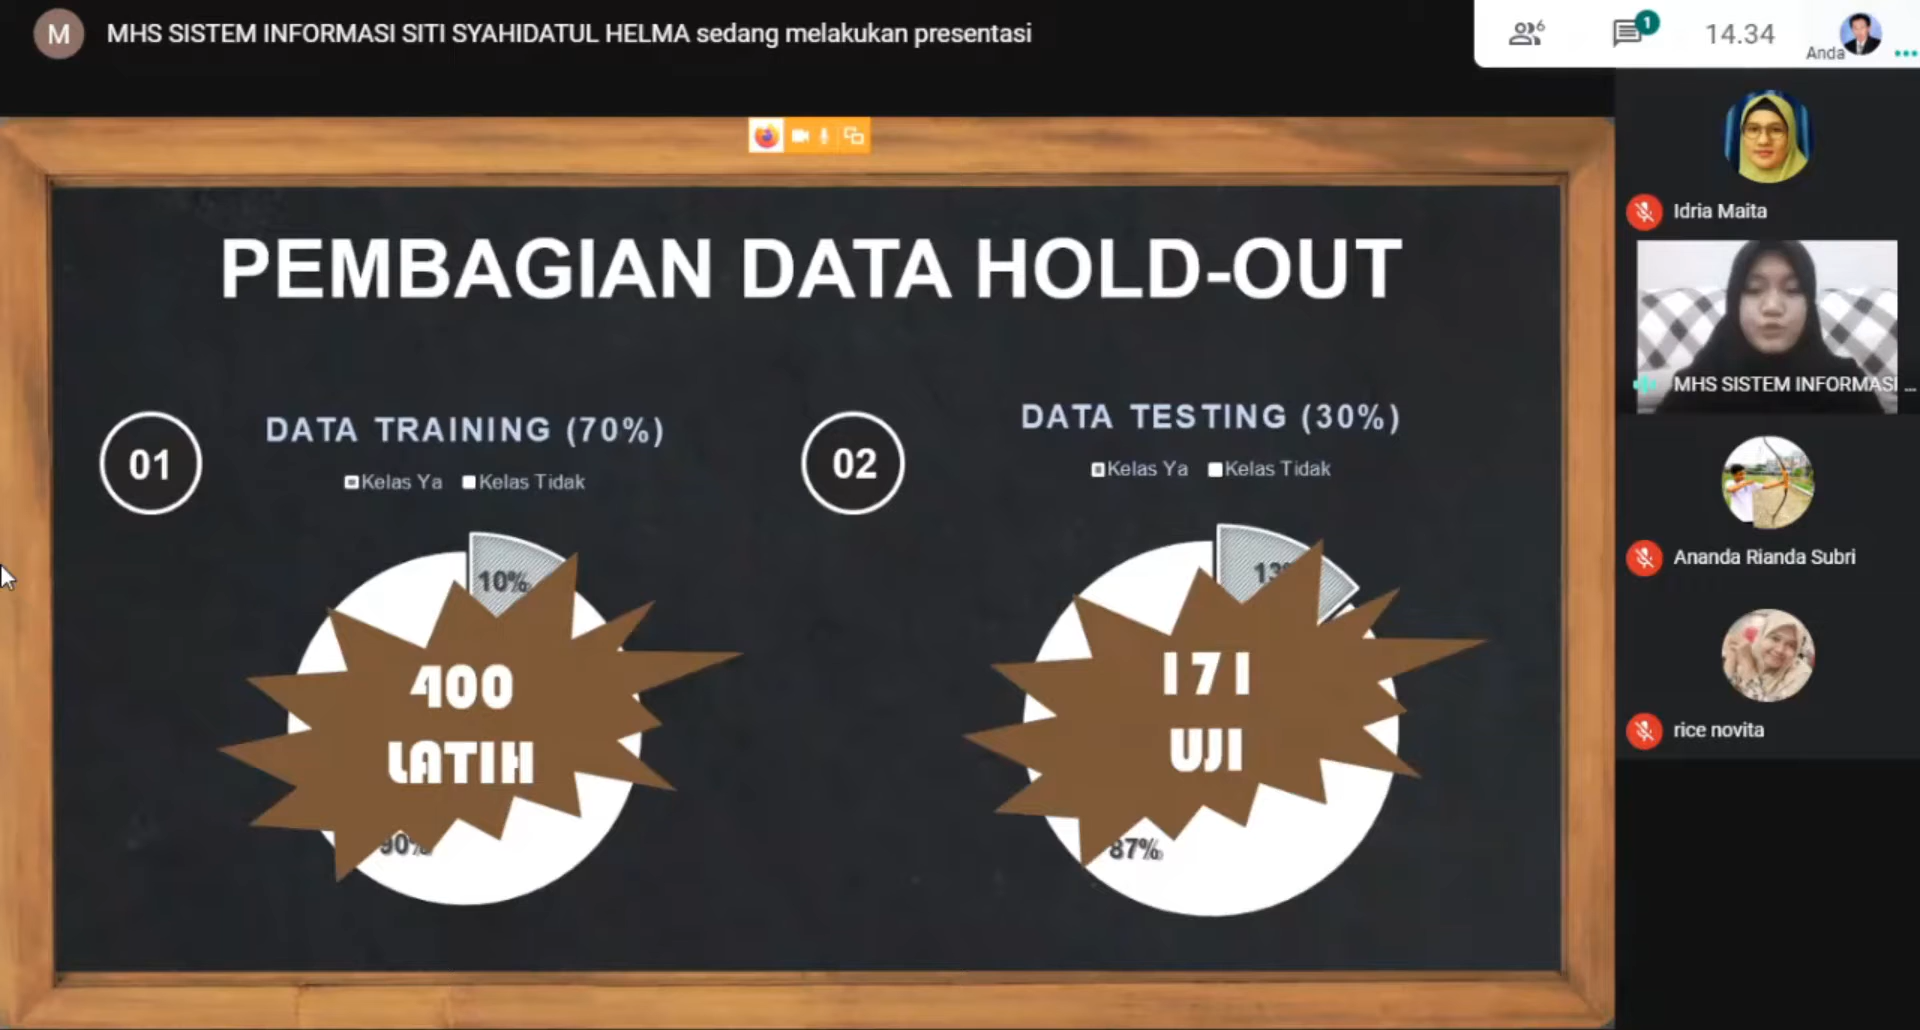 M
MHS SISTEM INFORMASI SITI SYAHIDATUL HELMA sedang melakukan presentasi
6
1
14.34
Anda
PEMBAGIAN DATA HOLD-OUT
01
DATA TRAINING (70%)
Kelas Ya Kelas Tidak
10%
400
LATIH
90%
02
DATA TESTING (30%)
Kelas Ya Kelas Tidak
13%
171
UJI
87%
Idria Maita
MHS SISTEM INFORMASI ...
Ananda Rianda Subri
rice novita